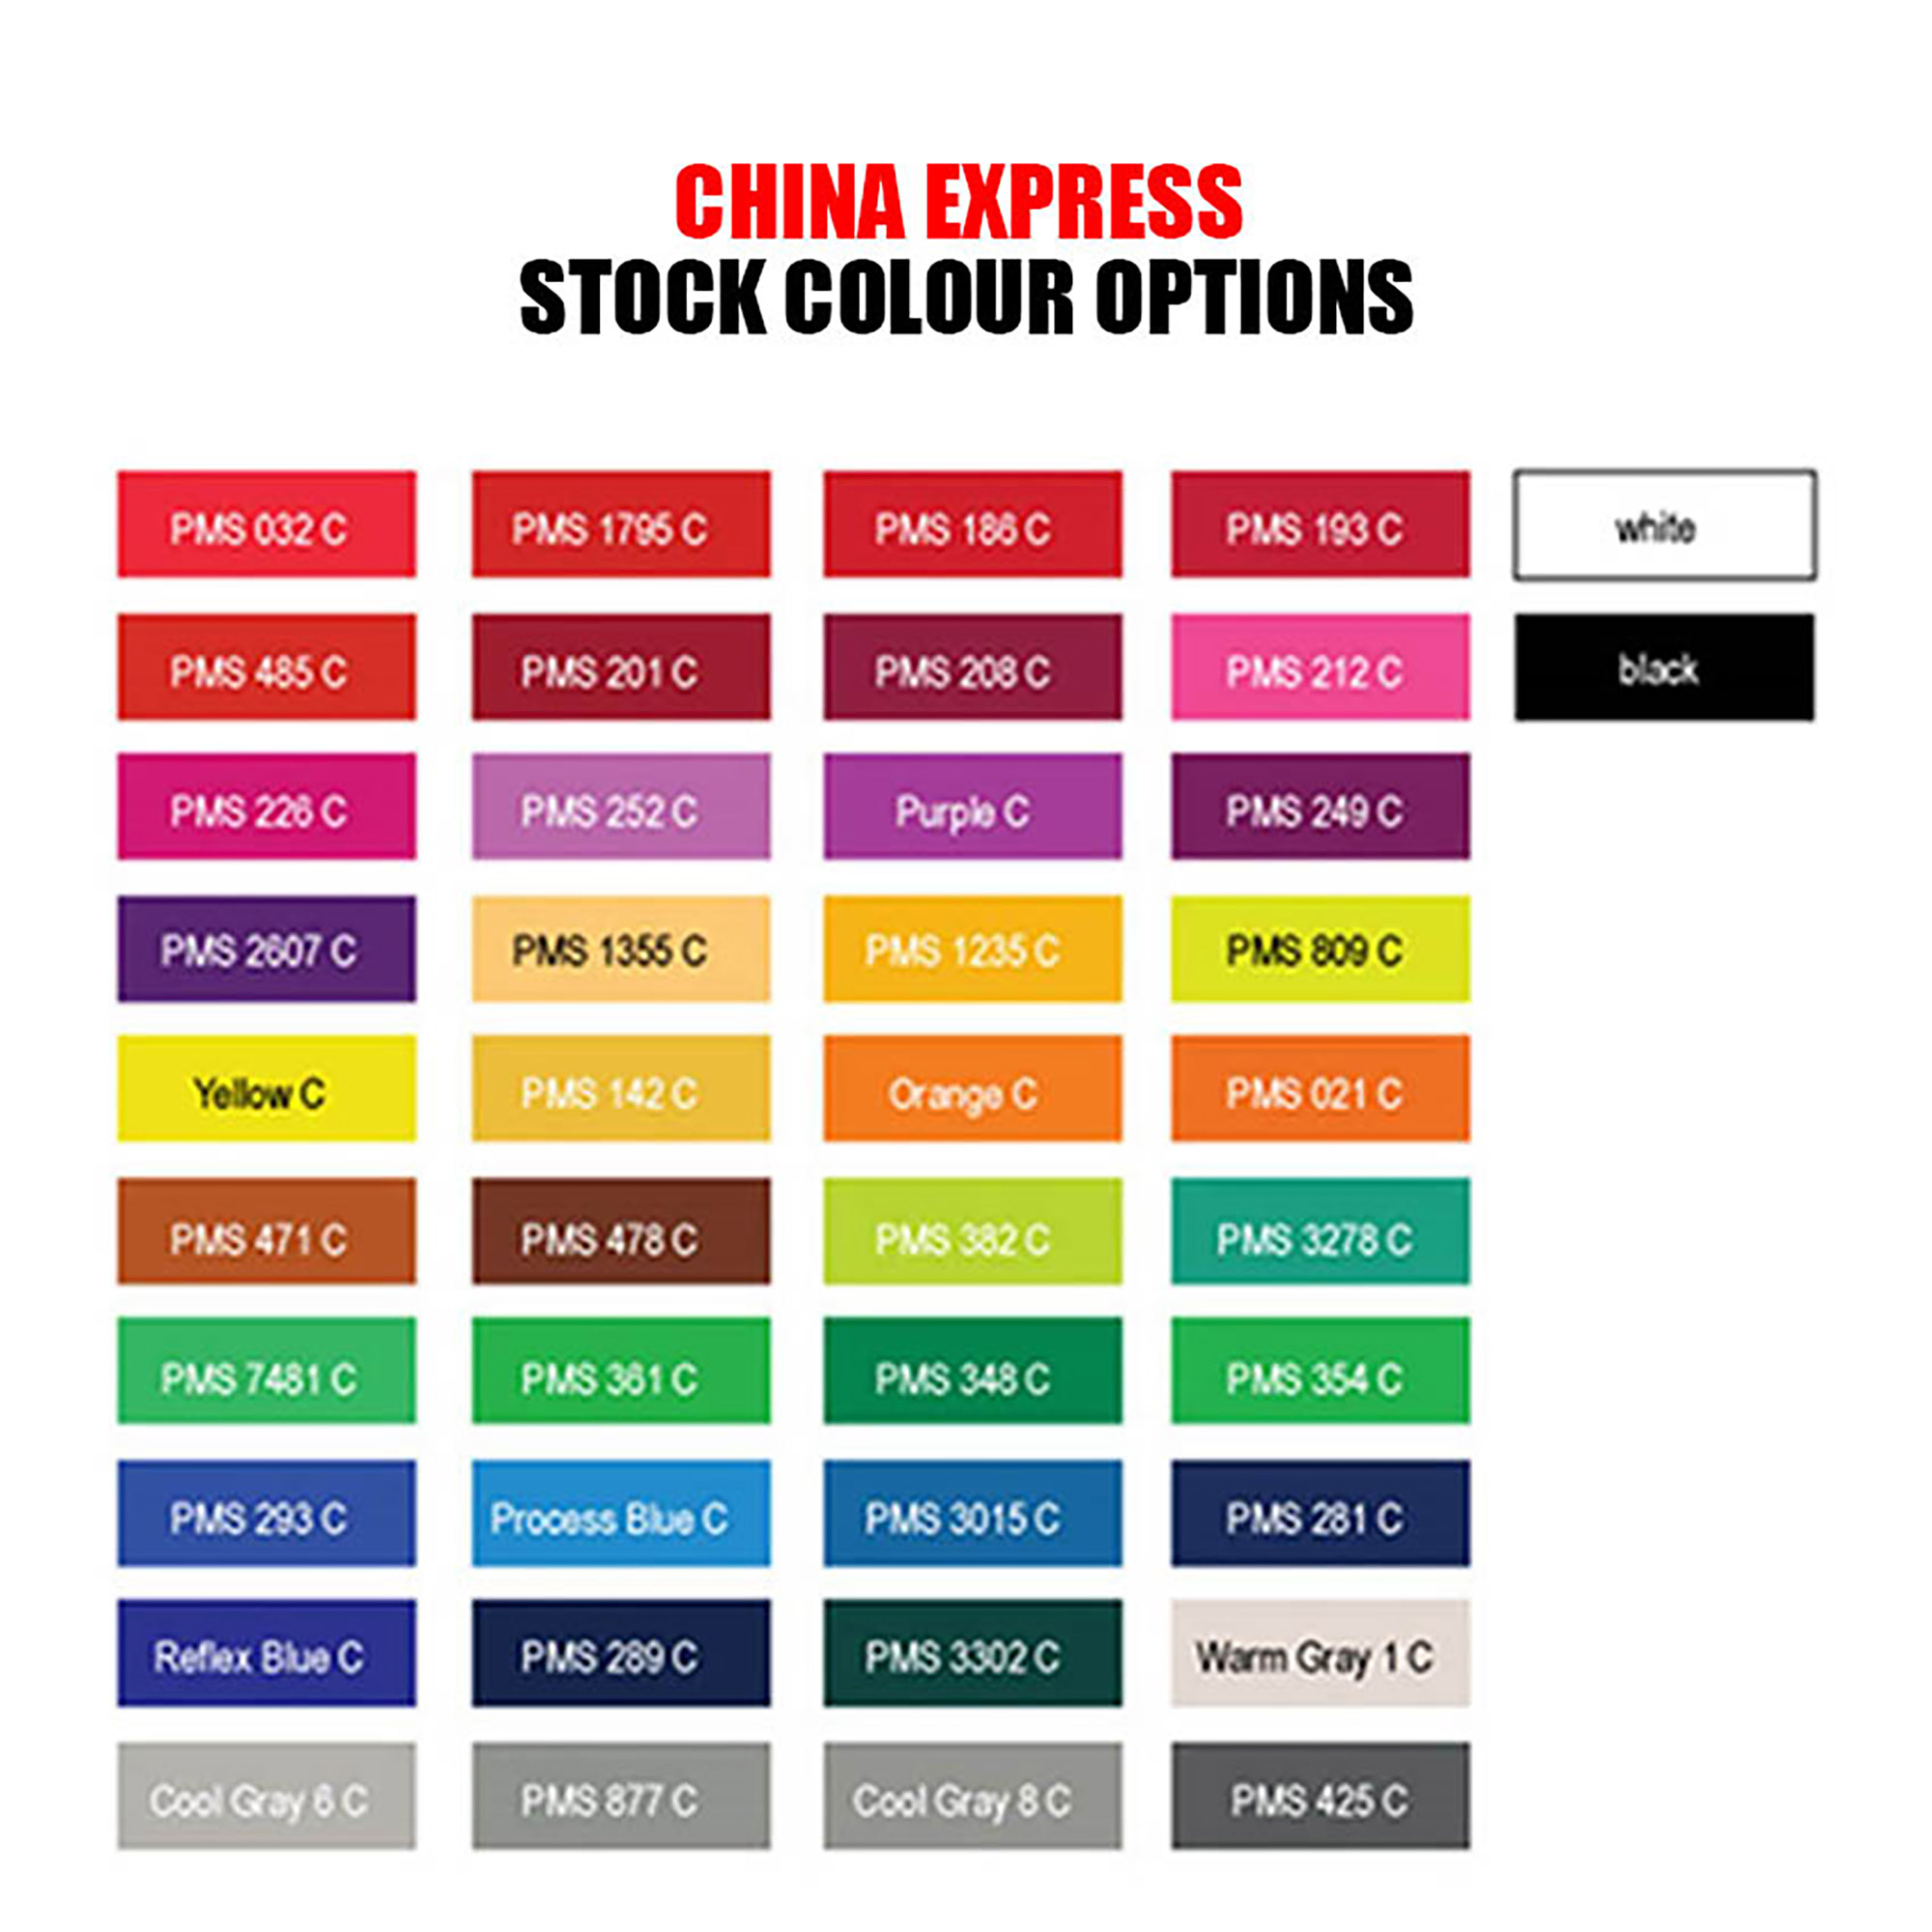 CHINA EXPRESS
STOCK COLOUR OPTIONS
PMS 032 C
PMS 1795 C
PMS 186 C
PMS 193 C
white
PMS 485 C
PMS 201 C
PMS 208 C
PMS 212 C
black
PMS 226 C
PMS 252 C
Purple C
PMS 249 C
PMS 2607 C
PMS 1355 C
PMS 1235 C
PMS 809 C
Yellow C
PMS 142 C
Orange C
PMS 021 C
PMS 471 C
PMS 478 C
PMS 382 C
PMS 3278 C
PMS 7481 C
PMS 361 C
PMS 348 C
PMS 354 C
PMS 293 C
Process Blue C
PMS 3015 C
PMS 281 C
Reflex Blue C
PMS 289 C
PMS 3302 C
Warm Gray 1 C
Cool Gray 6 C
PMS 877 C
Cool Gray 8 C
PMS 425 C